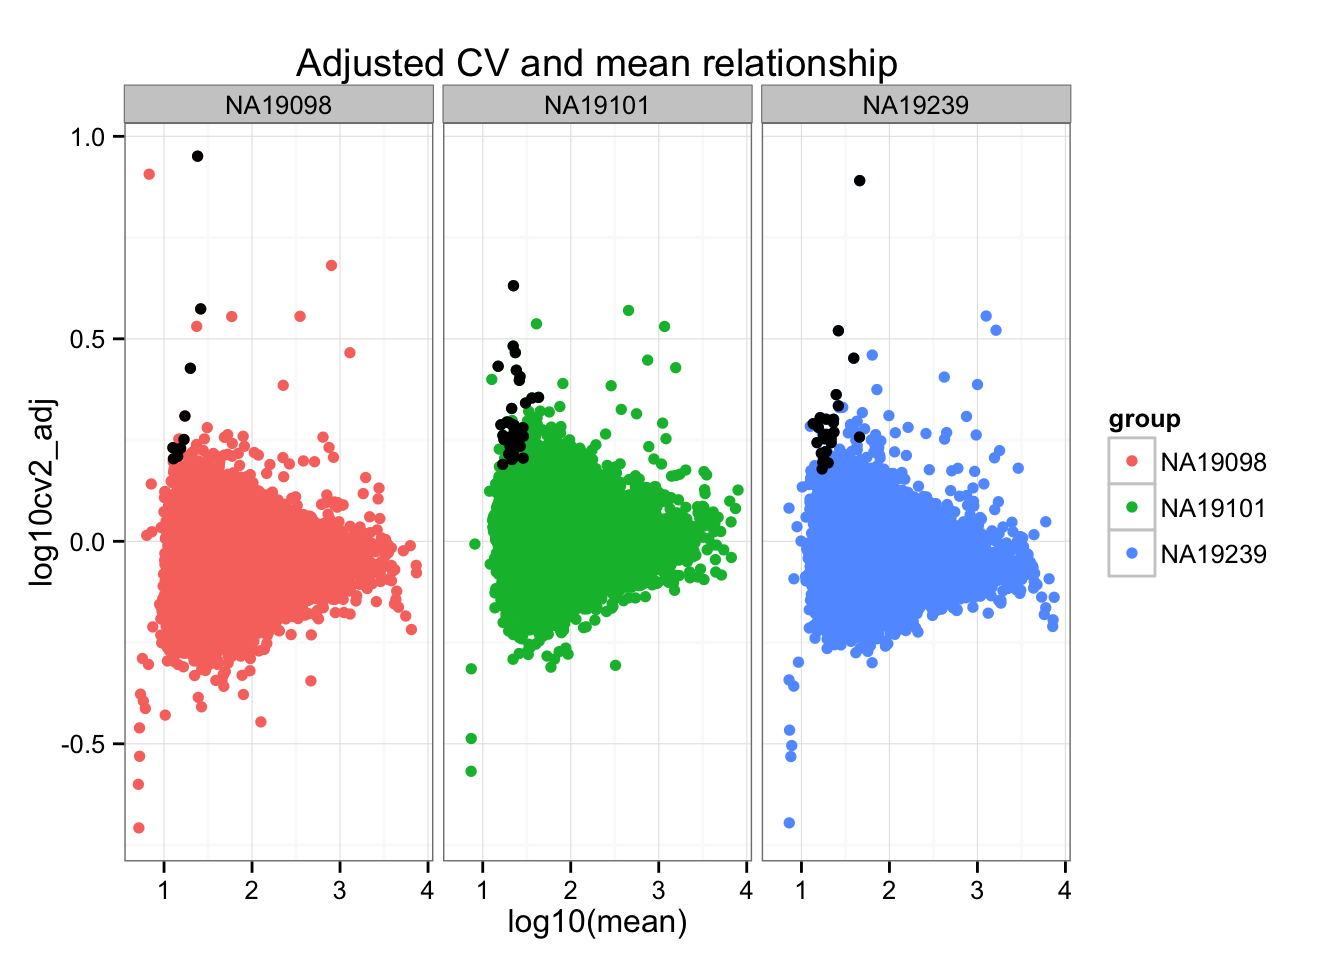 Adjusted CV and mean relationship
NA19098 NA19101 NA19239
1.0
0.5
0.0
-0.5
log10cv2_adj
1 2 3 4 1 2 3 4 1 2 3 4
log10(mean)
group
NA19098
NA19101
NA19239